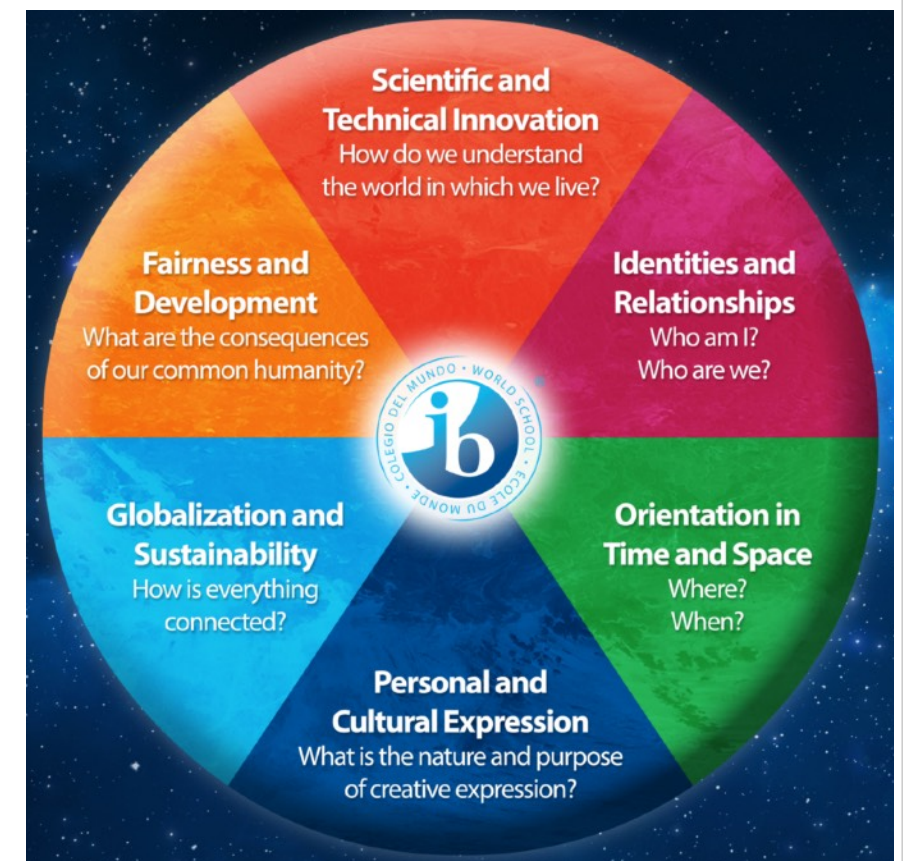 Scientific and
Technical Innovation
How do we understand
the world in which we live?
Identities and
Relationships
Who am I?
Who are we?
Orientation in
Time and Space
Where?
When?
Personal and
Cultural Expression
What is the nature and purpose
of creative expression?
Globalization and
Sustainability
How is everything
connected?
Fairness and
Development
What are the consequences
of our common humanity?
ib
COLEGIO DEL MUNDO • WORLD SCHOOL • ÉCOLE DU MONDE •